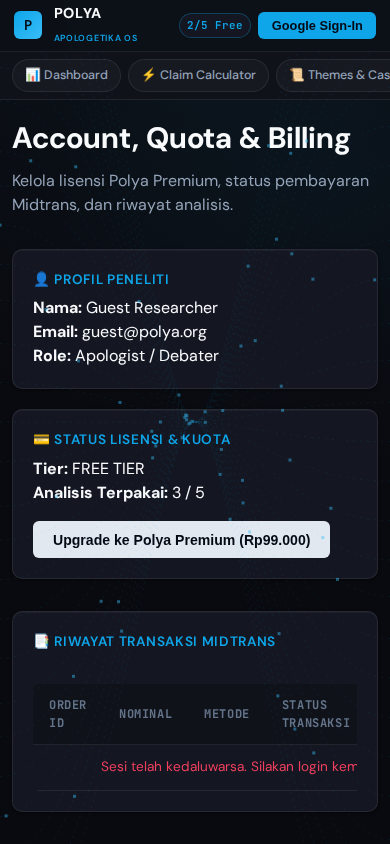 P
POLYA
APOLOGETIKA OS
2/5 Free
Google Sign-In
📊 Dashboard
⚡ Claim Calculator
📜 Themes & Cas
Account, Quota & Billing
Kelola lisensi Polya Premium, status pembayaran
Midtrans, dan riwayat analisis.
👤 PROFIL PENELITI
Nama: Guest Researcher
Email: guest@polya.org
Role: Apologist / Debater
💳 STATUS LISENSI & KUOTA
Tier: FREE TIER
Analisis Terpakai: 3 / 5
Upgrade ke Polya Premium (Rp99.000)
📑 RIWAYAT TRANSAKSI MIDTRANS
ORDER ID
NOMINAL
METODE
STATUS TRANSAKSI
Sesi telah kedaluwarsa. Silakan login kem